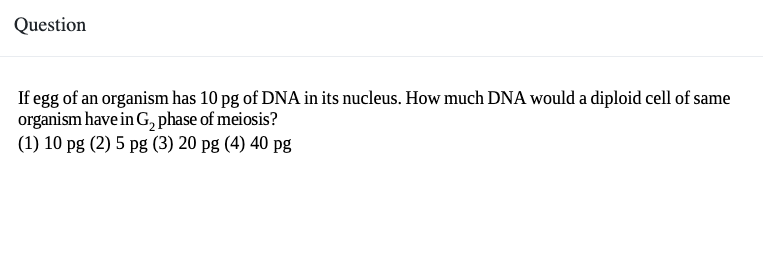 Question
If egg of an organism has 10 pg of DNA in its nucleus. How much DNA would a diploid cell of same
organism have in G₂ phase of meiosis?
(1) 10 pg (2) 5 pg (3) 20 pg (4) 40 pg